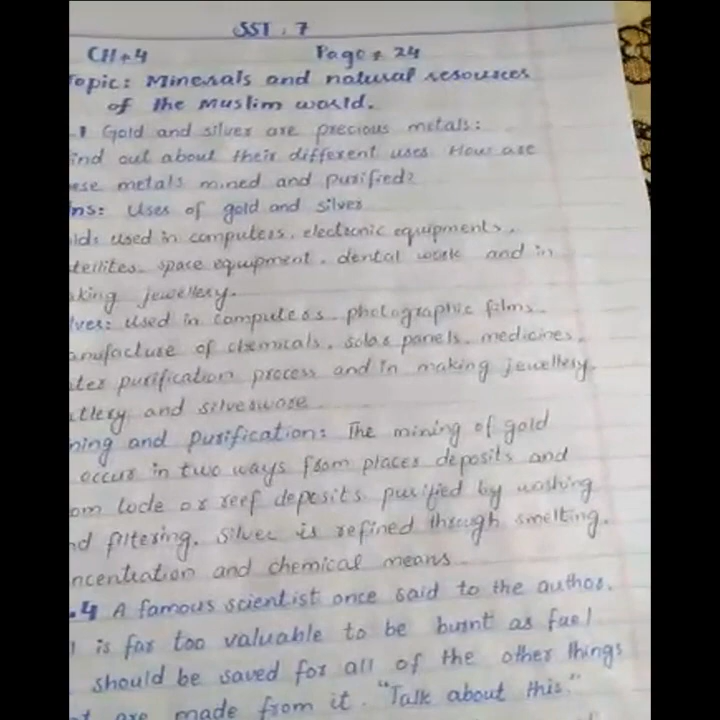 SST : 7
CH # 4 Page # 24
Topic: Minerals and natural resources
of the Muslim world.
1 Gold and silver are precious metals:
ind out about their different uses. How are
ese metals mined and purified?
ns: Uses of gold and silver
ld: used in computers, electronic equipments,
tellites, space equipment, dental work and in
king jewellery.
lver: used in computers, photographic films,
anufacture of chemicals, solar panels, medicines,
ter purification process and in making jewellery,
tlery and silverware
ning and purification: The mining of gold
occurs in two ways from placer deposits and
om lode or reef deposits, purified by washing
nd filtering. Silver is refined through smelting,
ncentration and chemical means.
.4 A famous scientist once said to the author,
l is far too valuable to be burnt as fuel
should be saved for all of the other things
t are made from it. "Talk about this."